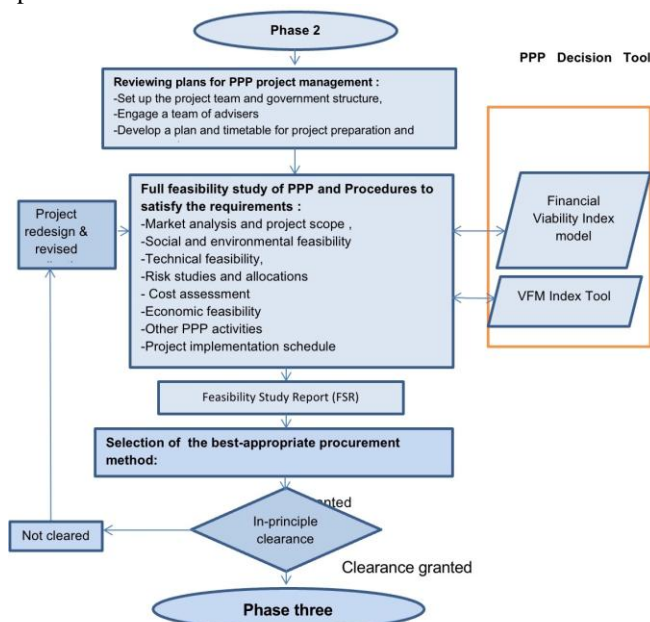 Phase 2
PPP Decision Tool
Reviewing plans for PPP project management :
-Set up the project team and government structure,
-Engage a team of advisers
-Develop a plan and timetable for project preparation and
Full feasibility study of PPP and Procedures to
satisfy the requirements :
-Market analysis and project scope ,
-Social and environmental feasibility
-Technical feasibility,
-Risk studies and allocations
- Cost assessment
-Economic feasibility
-Other PPP activities
-Project implementation schedule
Project
redesign &
revised
Financial
Viability Index
model
VFM Index Tool
Feasibility Study Report (FSR)
Selection of the best-appropriate procurement
method:
In-principle
clearance
Not cleared
Clearance granted
Phase three